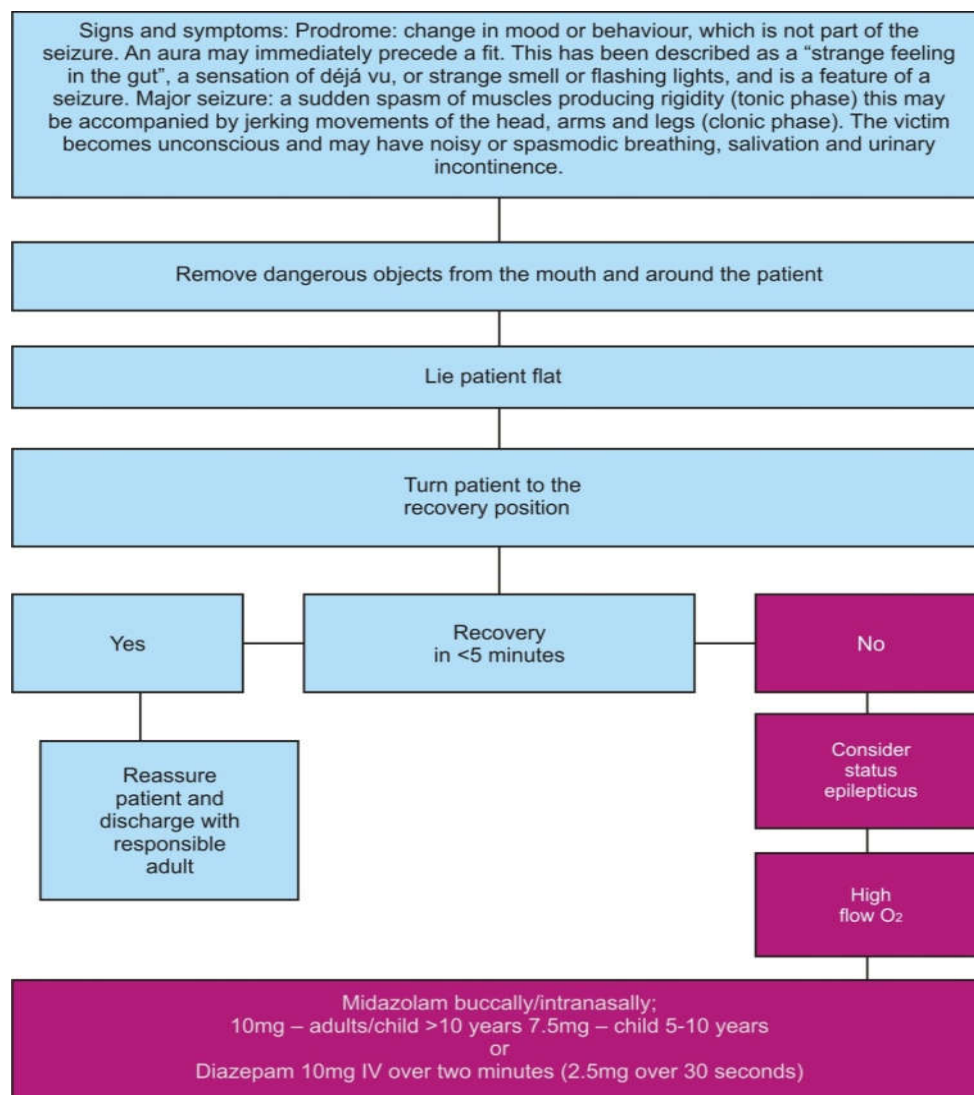 Signs and symptoms: Prodrome: change in mood or behaviour, which is not part of the
seizure. An aura may immediately precede a fit. This has been described as a “strange feeling
in the gut”, a sensation of déjá vu, or strange smell or flashing lights, and is a feature of a
seizure. Major seizure: a sudden spasm of muscles producing rigidity (tonic phase) this may
be accompanied by jerking movements of the head, arms and legs (clonic phase). The victim
becomes unconscious and may have noisy or spasmodic breathing, salivation and urinary
incontinence.
Remove dangerous objects from the mouth and around the patient
Lie patient flat
Turn patient to the
recovery position
Yes
Recovery
in <5 minutes
No
Reassure
patient and
discharge with
responsible
adult
Consider
status
epilepticus
High
flow O₂
Midazolam buccally/intranasally;
10mg – adults/child >10 years 7.5mg – child 5-10 years
or
Diazepam 10mg IV over two minutes (2.5mg over 30 seconds)